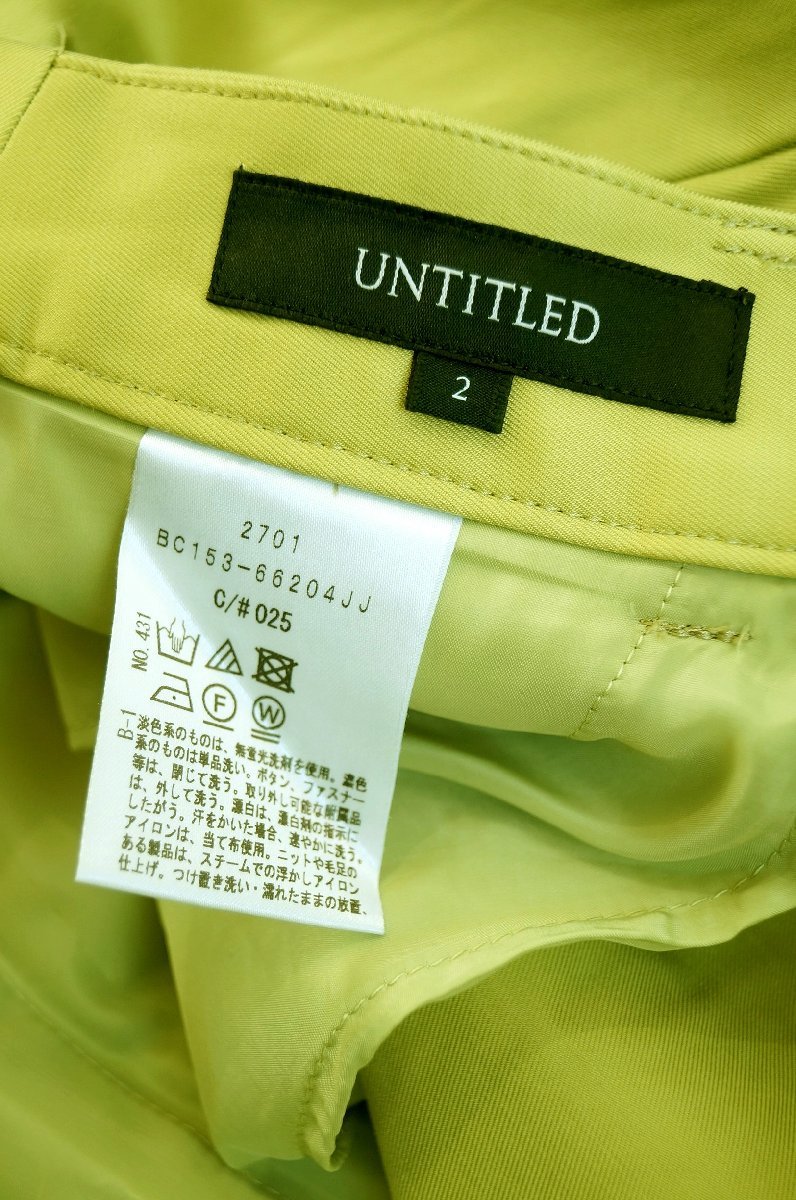 UNTITLED
2
2701
BC153-66204JJ
C/#025
NO. 431
F
W
B-1
淡色系のものは、無蛍光洗剤を使用。濃色
系のものは単品洗い。ボタン、ファスナー
等は、閉じて洗う。取り外し可能な附属品
は、外して洗う。漂白は、漂白剤の指示に
したがう。汗をかいた場合、速やかに洗う。
アイロンは、当て布使用。ニットや毛足の
ある製品は、スチームでの浮かしアイロン
仕上げ。つけ置き洗い・濡れたままの放置、